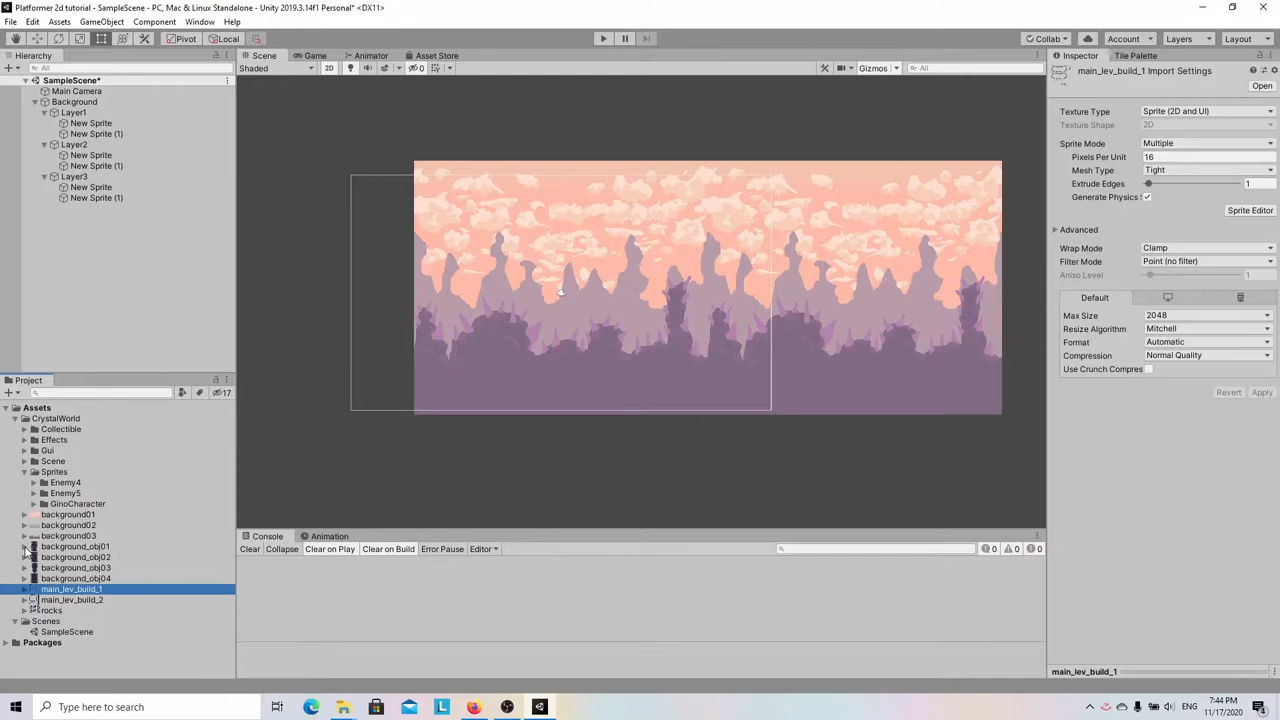 Platformer 2d tutorial - SampleScene - PC, Mac & Linux Standalone - Unity 2019.3.14f1 Personal* <DX11>
File Edit Assets GameObject Component Window Help
Pivot Local Collab Account Layers Layout
Hierarchy Scene Game Animator Asset Store Inspector Tile Palette
All Shaded 2D 0 Gizmos All
main_lev_build_1 Import Settings
Open
SampleScene*
Main Camera
Background
Layer1
New Sprite
New Sprite (1)
Layer2
New Sprite
New Sprite (1)
Layer3
New Sprite
New Sprite (1)
Texture Type Sprite (2D and UI)
Texture Shape 2D
Sprite Mode Multiple
Pixels Per Unit 16
Mesh Type Tight
Extrude Edges 1
Generate Physics
Sprite Editor
Advanced
Wrap Mode Clamp
Filter Mode Point (no filter)
Aniso Level 1
Default
Max Size 2048
Resize Algorithm Mitchell
Format Automatic
Compression Normal Quality
Use Crunch Compres
Revert Apply
Project
17
Assets
CrystalWorld
Collectible
Effects
Gui
Scene
Sprites
Enemy4
Enemy5
GinoCharacter
background01
background02
background03
background_obj01
background_obj02
background_obj03
background_obj04
main_lev_build_1
main_lev_build_2
rocks
Scenes
SampleScene
Packages
Console Animation
Clear Collapse Clear on Play Clear on Build Error Pause Editor 0 0 0
main_lev_build_1
Type here to search
ENG
7:44 PM
11/17/2020
4